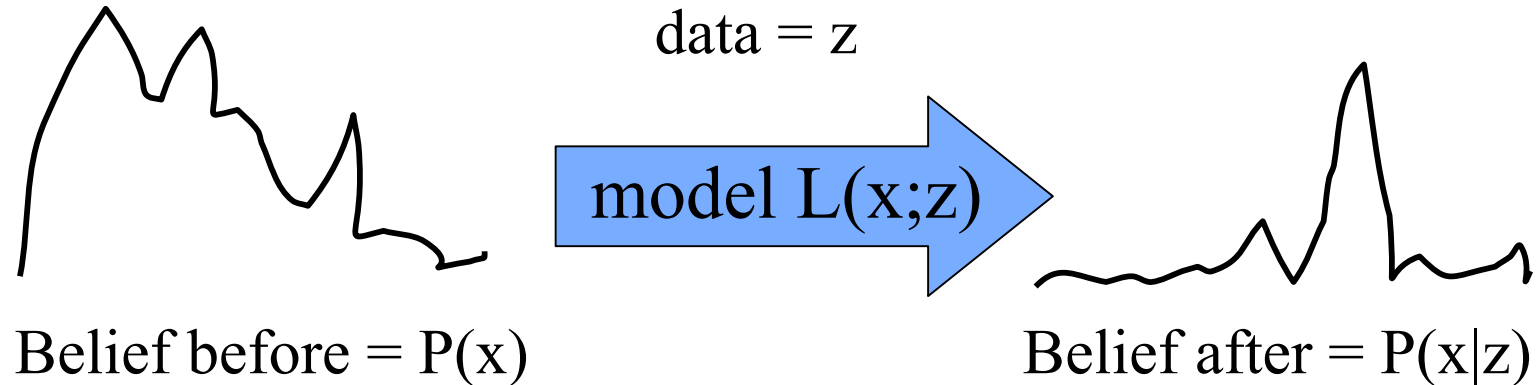 data = z
model L(x;z)
Belief before = P(x)
Belief after = P(x|z)